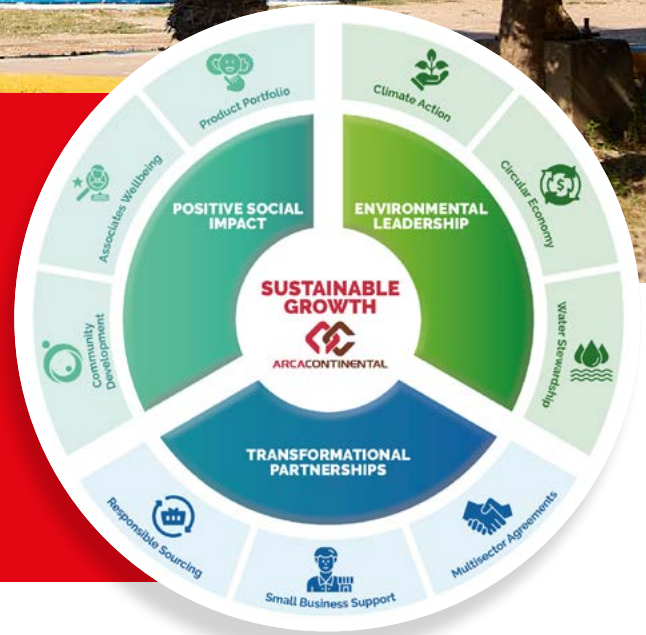 Product Portfolio
Climate Action
Associates Wellbeing
Circular Economy
POSITIVE SOCIAL
IMPACT
ENVIRONMENTAL
LEADERSHIP
SUSTAINABLE
GROWTH
ARCACONTINENTAL
Community
Development
Water Stewardship
TRANSFORMATIONAL
PARTNERSHIPS
Responsible Sourcing
Small Business Support
Multisector Agreements